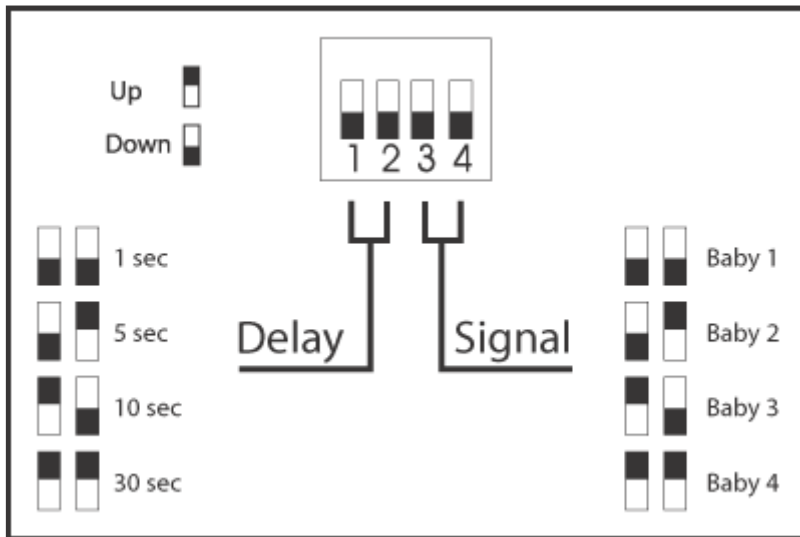 Up
Down
1 2 3 4
1 sec
5 sec
10 sec
30 sec
Delay
Signal
Baby 1
Baby 2
Baby 3
Baby 4